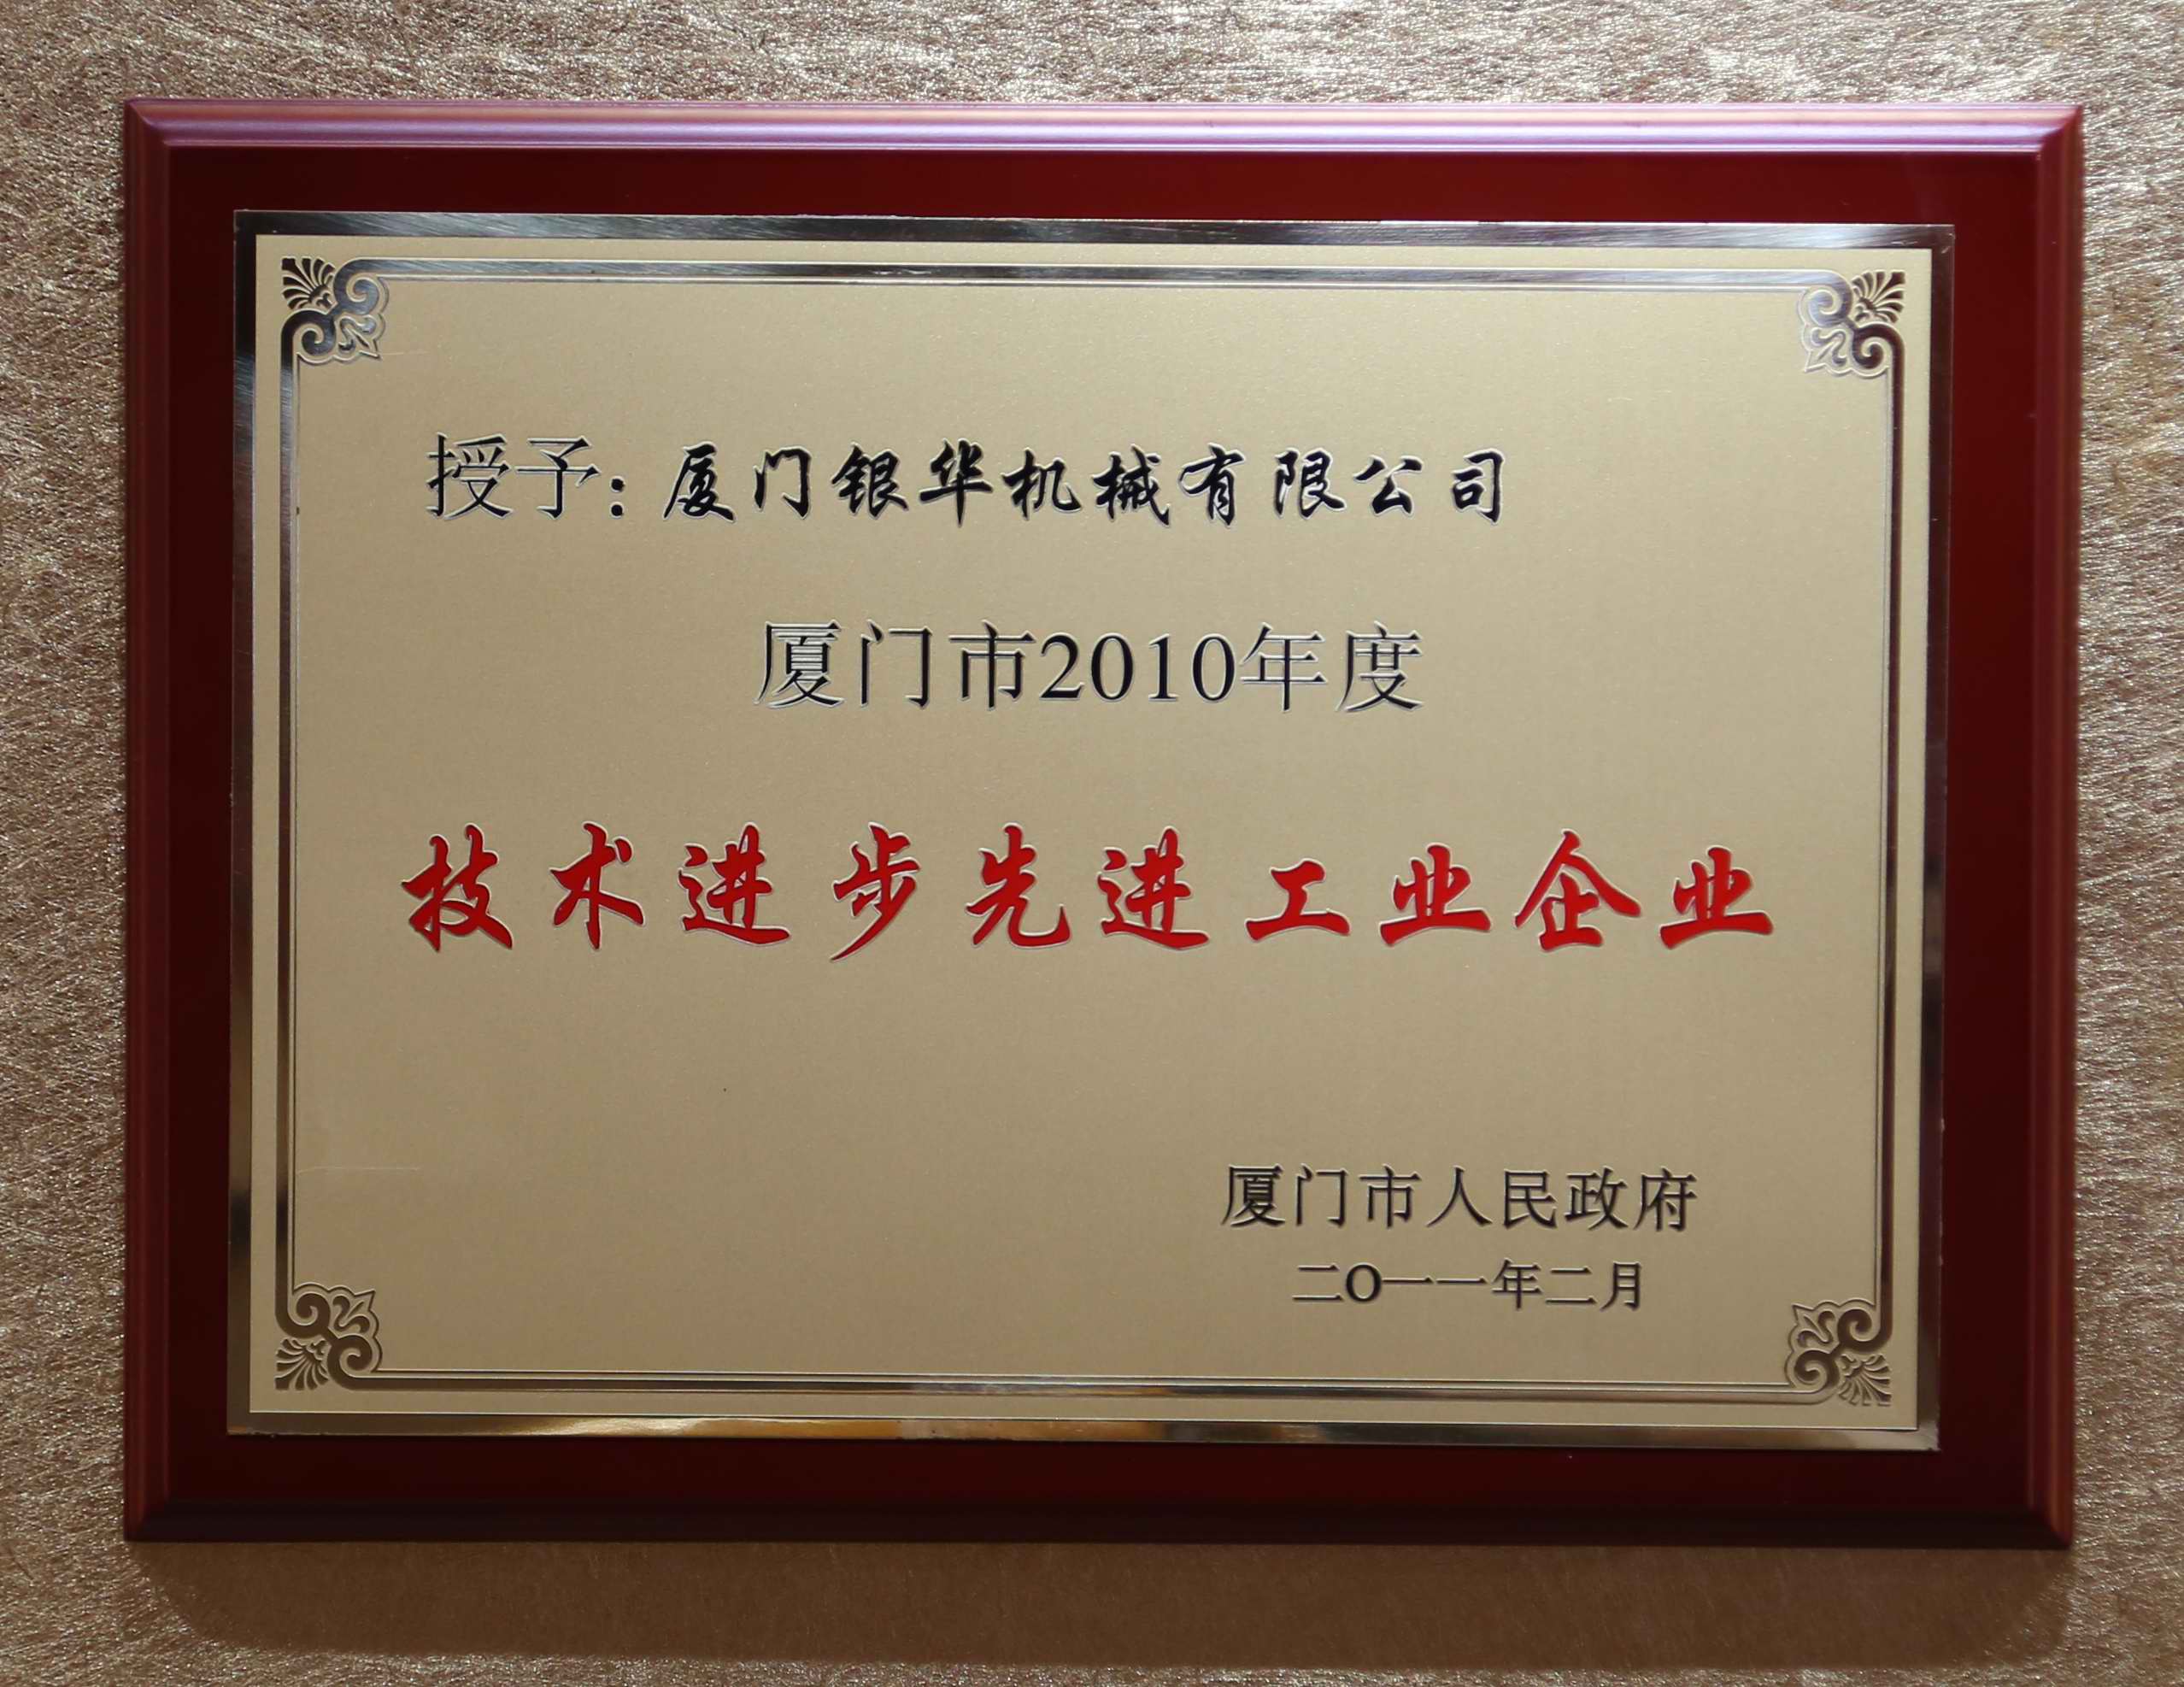 授予:厦门银华机械有限公司
厦门市2010年度
技术进步先进工业企业
厦门市人民政府
二O一一年二月